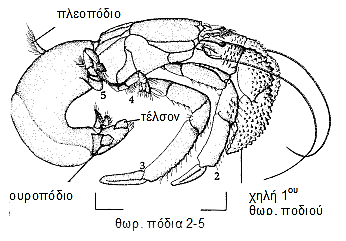 πλεοπόδιο
5
4
τέλσον
3
2
ουροπόδιο
χηλή 1ου
θωρ. ποδιού
θωρ. πόδια 2-5